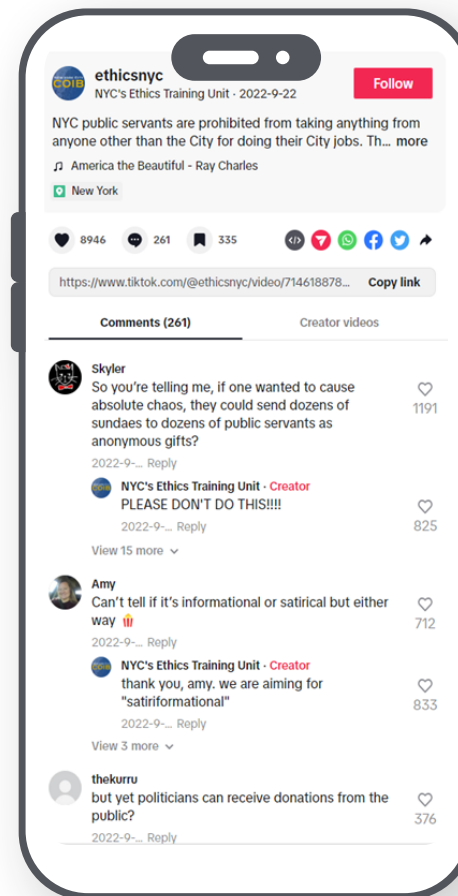 COIB
ethicsnyc
NYC's Ethics Training Unit · 2022-9-22
Follow
NYC public servants are prohibited from taking anything from
anyone other than the City for doing their City jobs. Th... more
America the Beautiful - Ray Charles
New York
8946
261
335
https://www.tiktok.com/@ethicsnyc/video/714618878...
Copy link
Comments (261)
Creator videos
Skyler
So you're telling me, if one wanted to cause
absolute chaos, they could send dozens of
sundaes to dozens of public servants as
anonymous gifts?
1191
2022-9-... Reply
COIB
NYC's Ethics Training Unit · Creator
PLEASE DON'T DO THIS!!!!
825
2022-9-... Reply
View 15 more
Amy
Can't tell if it's informational or satirical but either
way 🍿
712
2022-9-... Reply
COIB
NYC's Ethics Training Unit · Creator
thank you, amy. we are aiming for
"satiriformational"
833
2022-9-... Reply
View 3 more
thekurru
but yet politicians can receive donations from the
public?
376
2022-9-... Reply